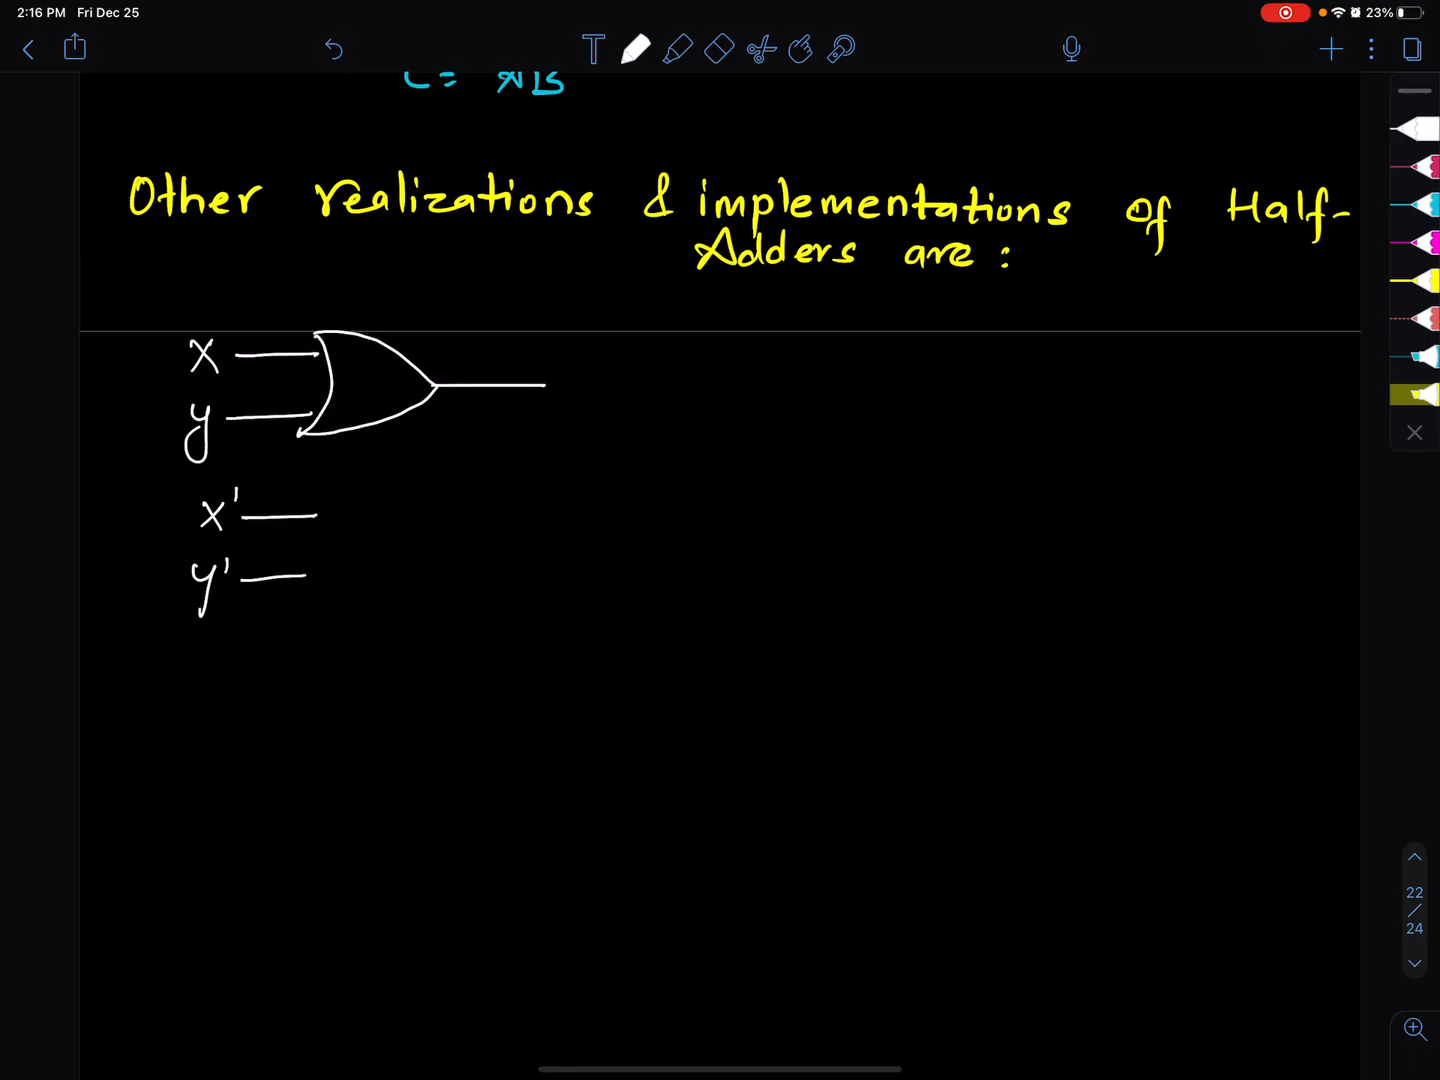 2:16 PM Fri Dec 25
23%
T
Other realizations & implementations of Half-
Adders are :
x
y
x'
y'
22
24